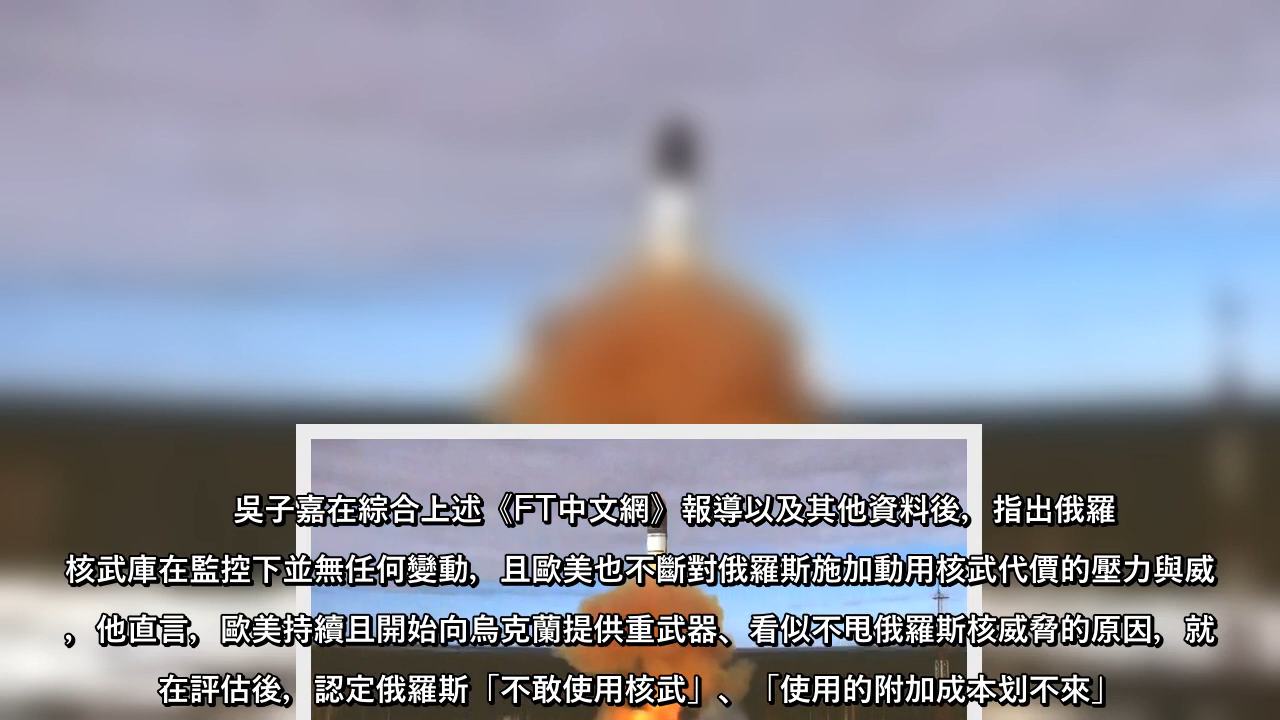 吳子嘉在綜合上述《FT中文網》報導以及其他資料後，指出俄羅
核武庫在監控下並無任何變動，且歐美也不斷對俄羅斯施加動用核武代價的壓力與威
，他直言，歐美持續且開始向烏克蘭提供重武器、看似不甩俄羅斯核威脅的原因，就
在評估後，認定俄羅斯「不敢使用核武」、「使用的附加成本划不來」